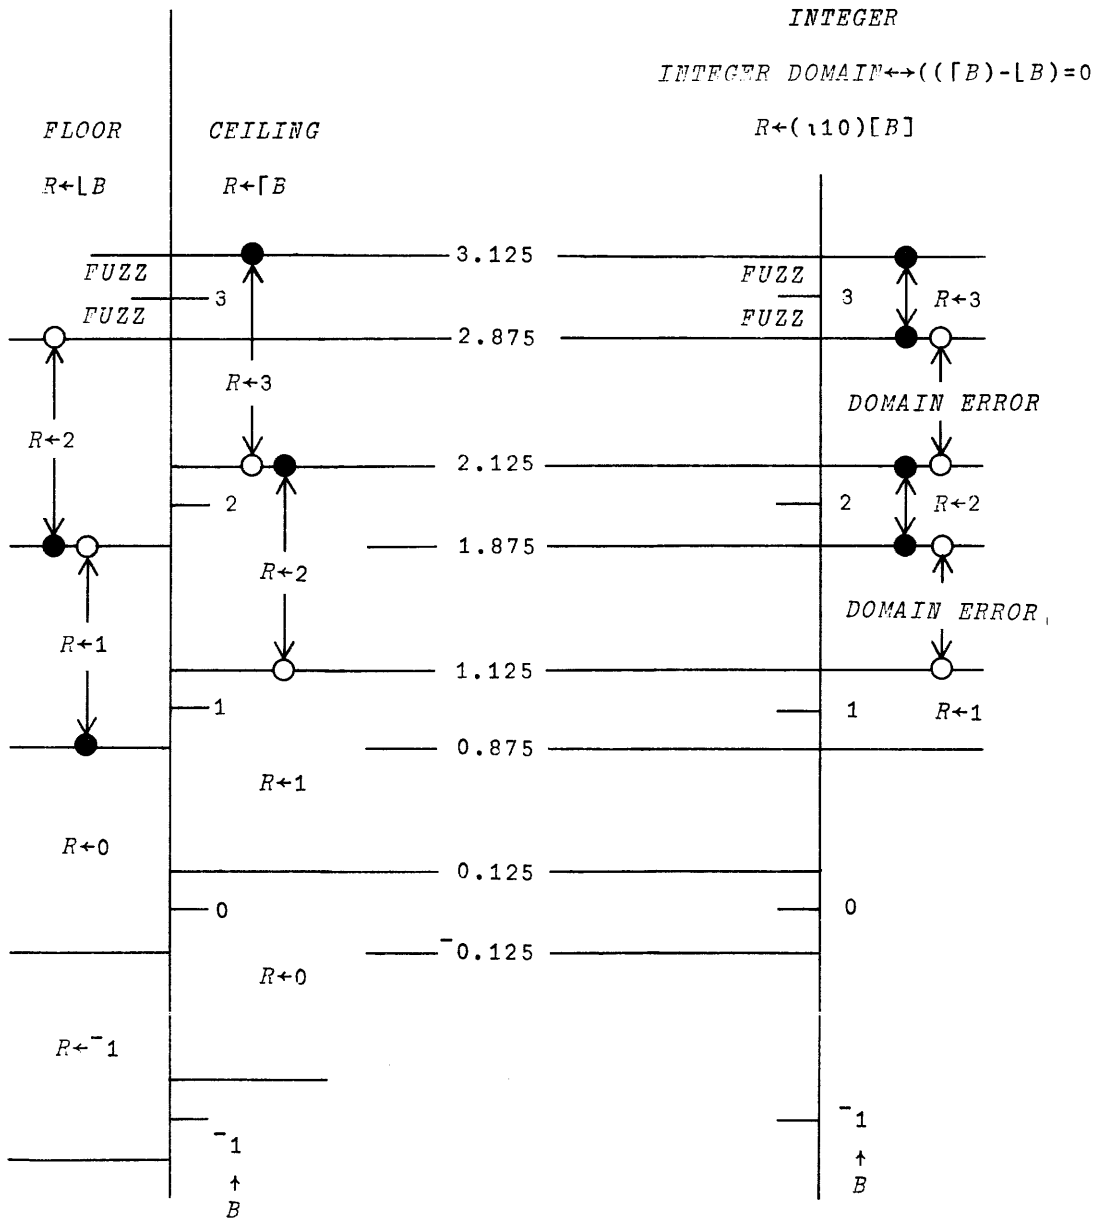 INTEGER
INTEGER DOMAIN↔((⌈B)-⌊B)=0
FLOOR CEILING R←(⍳10)[B]
R←⌊B R←⌈B
3.125
FUZZ FUZZ
3 3 R←3
FUZZ FUZZ
2.875
R←3
DOMAIN ERROR
R←2
2.125
2 2 R←2
1.875
R←2
DOMAIN ERROR
R←1
1.125
1 1 R←1
0.875
R←1
R←0
0.125
0 0
¯0.125
R←0
R←¯1
¯1
¯1
↑ ↑
B B